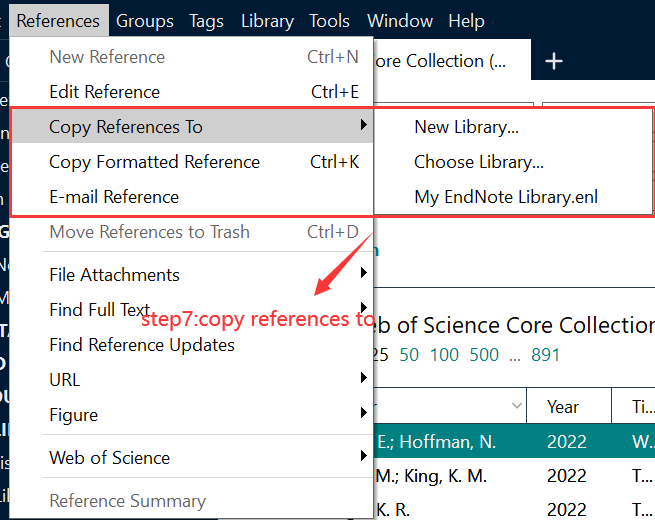 References Groups Tags Library Tools Window Help
New Reference Ctrl+N
ore Collection (...
Edit Reference Ctrl+E
Copy References To New Library...
Copy Formatted Reference Ctrl+K Choose Library...
E-mail Reference My EndNote Library.enl
Move References to Trash Ctrl+D
File Attachments
Find Full Text
step7:copy references to
eb of Science Core Collection
Find Reference Updates
25 50 100 500 ... 891
URL
Figure
Year Ti...
E.; Hoffman, N. 2022 W...
Web of Science
M.; King, K. M. 2022 T...
Reference Summary
K. R. 2022 T...